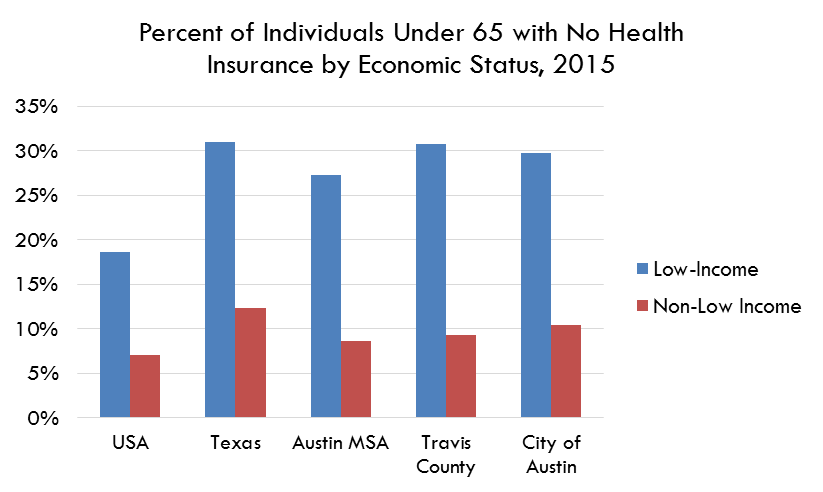 Percent of Individuals Under 65 with No Health
Insurance by Economic Status, 2015
35%
30%
25%
20%
15%
10%
5%
0%
USA
Texas
Austin MSA
Travis
County
City of
Austin
Low-Income
Non-Low Income